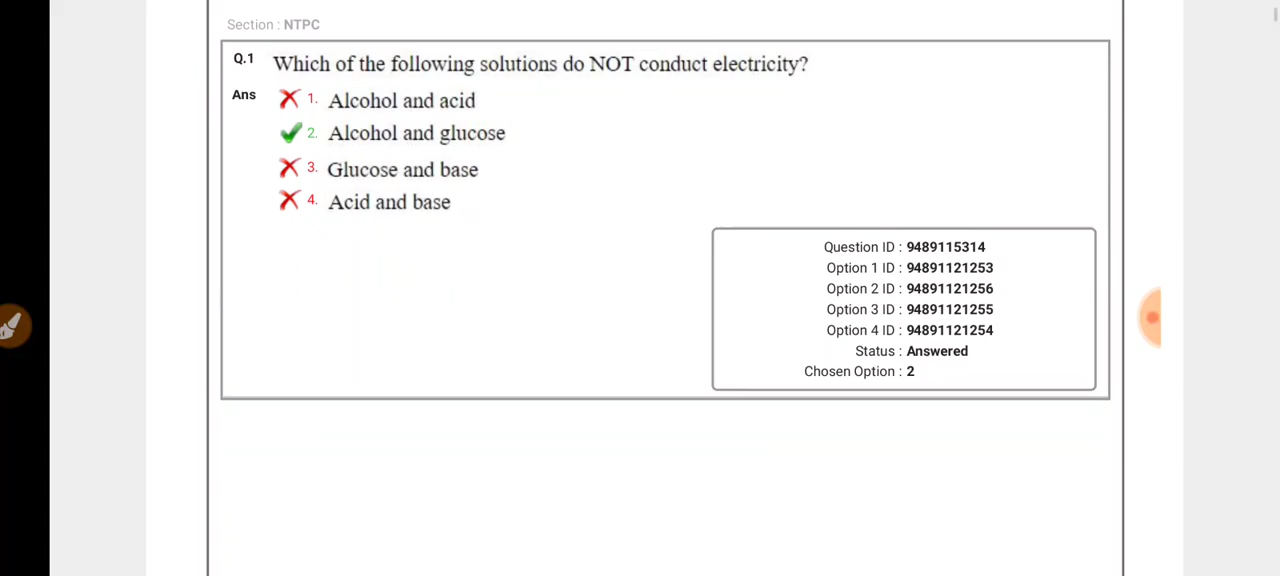 Section : NTPC
Q.1 Which of the following solutions do NOT conduct electricity?
Ans 1. Alcohol and acid
2. Alcohol and glucose
3. Glucose and base
4. Acid and base
Question ID : 9489115314
Option 1 ID : 94891121253
Option 2 ID : 94891121256
Option 3 ID : 94891121255
Option 4 ID : 94891121254
Status : Answered
Chosen Option : 2